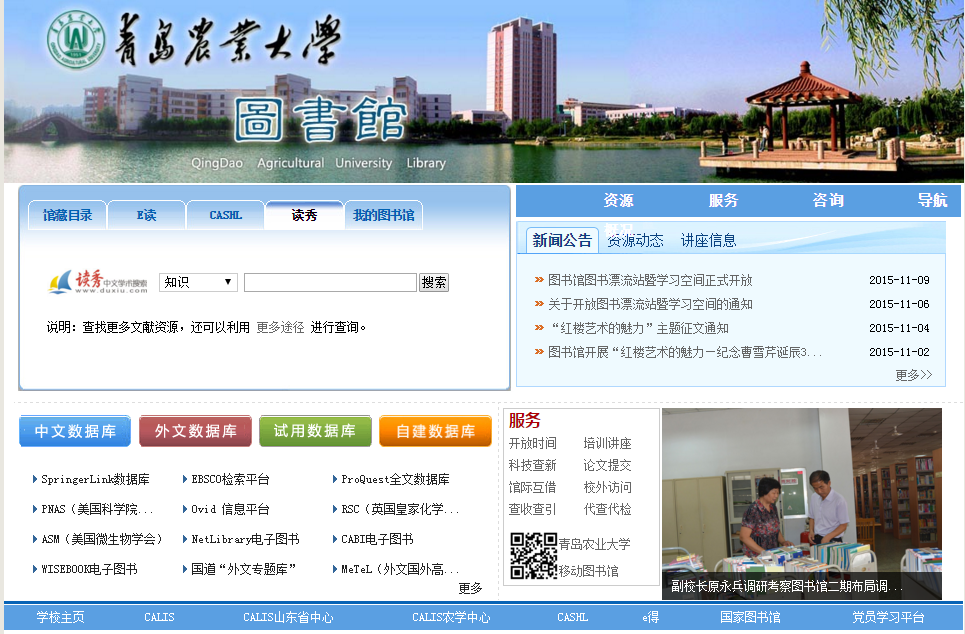 青岛农业大学
圖書館
QingDao Agricultural University Library
馆藏目录 E读 CASHL 读秀 我的图书馆
读秀 中文学术搜索
www.duxiu.com
知识 ▼ 搜索
说明：查找更多文献资源，还可以利用 更多途径 进行查询。
资源 服务 咨询 导航
概况
新闻公告 资源动态 讲座信息
图书馆图书漂流站暨学习空间正式开放 2015-11-09
关于开放图书漂流站暨学习空间的通知 2015-11-06
“红楼艺术的魅力”主题征文通知 2015-11-04
图书馆开展“红楼艺术的魅力—纪念曹雪芹诞辰3... 2015-11-02
更多>>
中文数据库 外文数据库 试用数据库 自建数据库
SpringerLink数据库 EBSCO检索平台 ProQuest全文数据库
PNAS（美国科学院... Ovid 信息平台 RSC（英国皇家化学...
ASM（美国微生物学会） NetLibrary电子图书 CABI电子图书
WISEBOOK电子图书 国道“外文专题库” MeTeL（外文国外高...
更多
服务
开放时间 培训讲座
科技查新 论文提交
馆际互借 校外访问
查收查引 代查代检
青岛农业大学
移动图书馆
副校长原永兵调研考察图书馆二期布局调...
学校主页 CALIS CALIS山东省中心 CALIS农学中心 CASHL e得 国家图书馆 党员学习平台